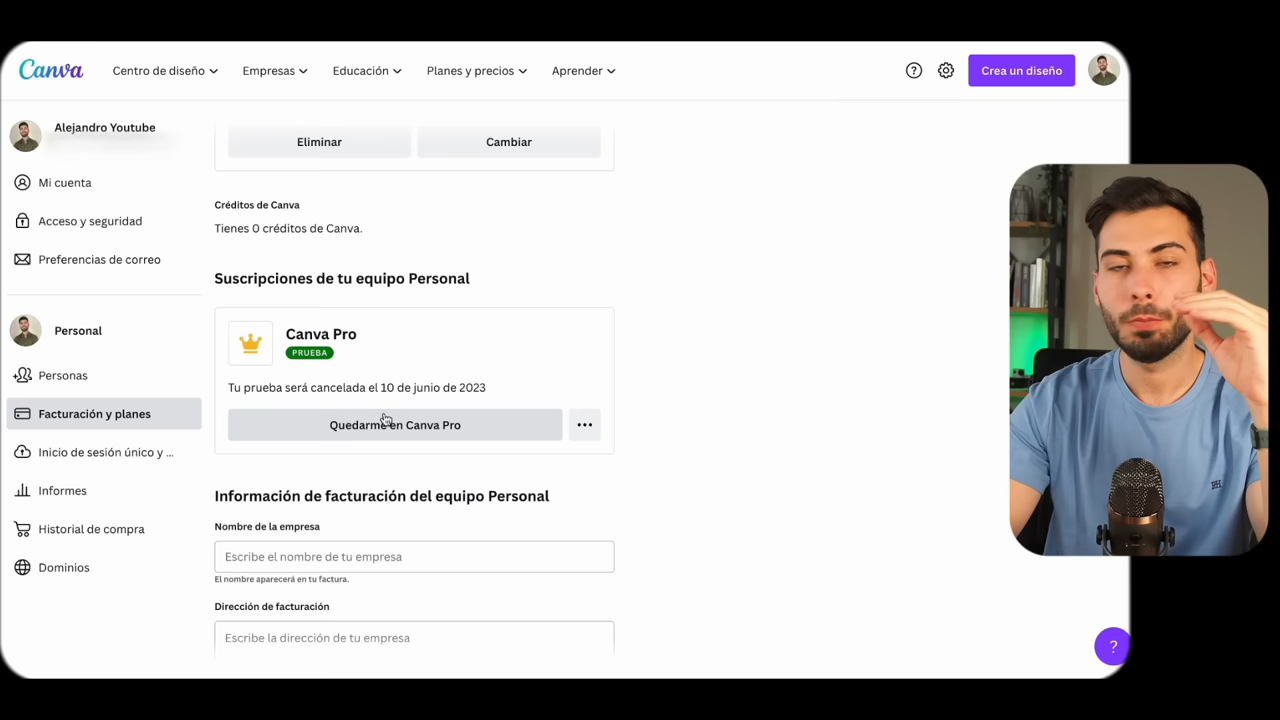 Canva
Centro de diseño
Empresas
Educación
Planes y precios
Aprender
Crea un diseño
Alejandro Youtube
Mi cuenta
Acceso y seguridad
Preferencias de correo
Personal
Personas
Facturación y planes
Inicio de sesión único y ...
Informes
Historial de compra
Dominios
Eliminar
Cambiar
Créditos de Canva
Tienes 0 créditos de Canva.
Suscripciones de tu equipo Personal
Canva Pro
PRUEBA
Tu prueba será cancelada el 10 de junio de 2023
Quedarme en Canva Pro
Información de facturación del equipo Personal
Nombre de la empresa
Escribe el nombre de tu empresa
El nombre aparecerá en tu factura.
Dirección de facturación
Escribe la dirección de tu empresa
?